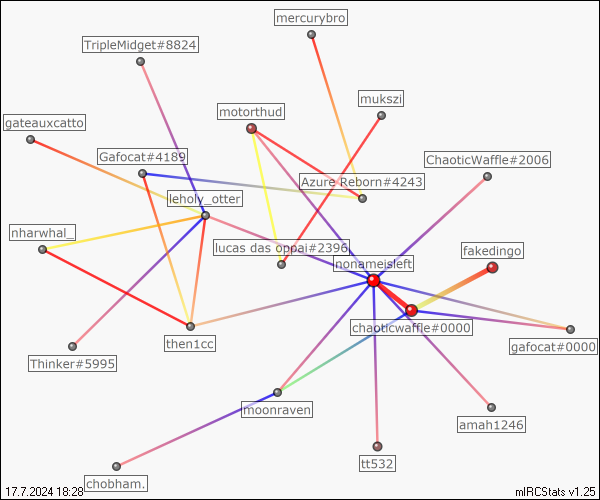 mercurybro
TripleMidget#8824
mukszi
motorthud
gateauxcatto
Gafocat#4189
ChaoticWaffle#2006
Azure Reborn#4243
leholy_otter
nharwhal_
lucas das oppai#2396
fakedingo
nonameisleft
chaoticwaffle#0000
then1cc
gafocat#0000
Thinker#5995
moonraven
amah1246
tt532
chobham.
17.7.2024 18:28
mIRCStats v1.25